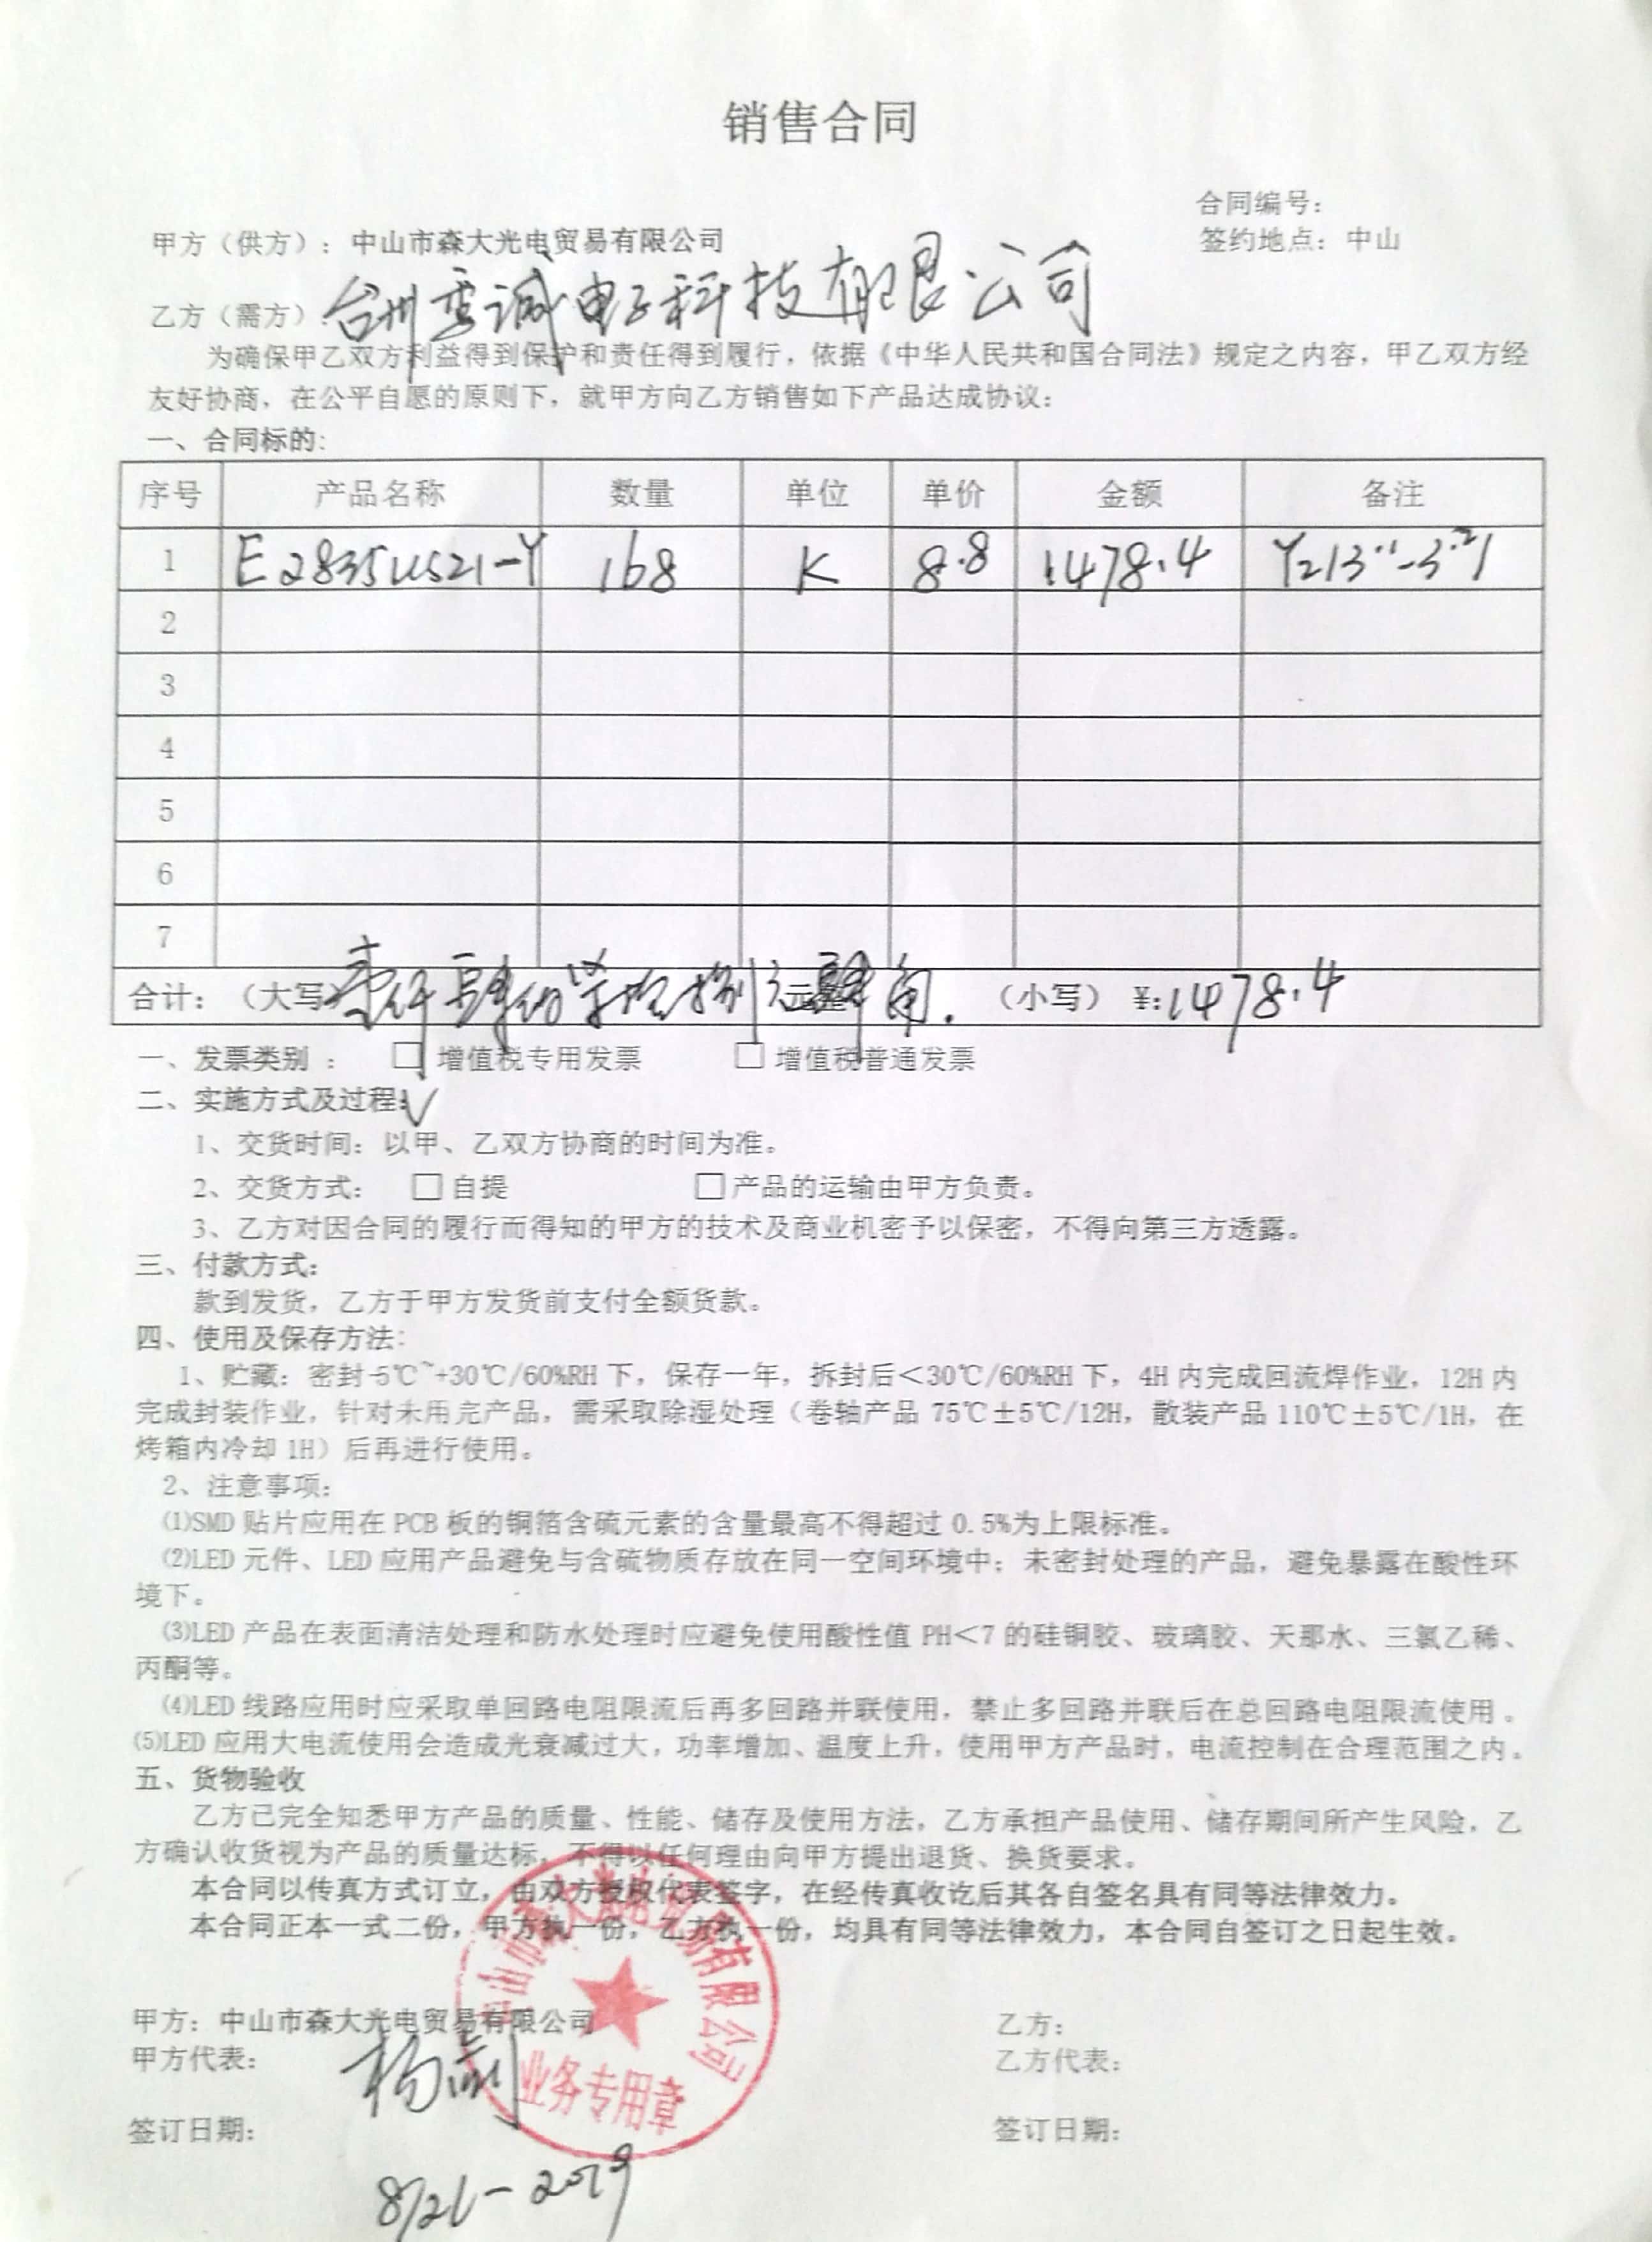 销售合同
合同编号：
甲方（供方）：中山市森大光电贸易有限公司
签约地点：中山
乙方（需方）：台州 诚电子科技有限公司
为确保甲乙双方利益得到保护和责任得到履行，依据《中华人民共和国合同法》规定之内容，甲乙双方经
友好协商，在公平自愿的原则下，就甲方向乙方销售如下产品达成协议：
一、合同标的：
序号 产品名称 数量 单位 单价 金额 备注
1 E2835US21-Y 168 K 8.8 1478.4
2
3
4
5
6
7
合计：（大写）壹仟肆佰柒拾捌元肆角. （小写）￥:1478.4
一、发票类别 ： □ 增值税专用发票 □ 增值税普通发票
二、实施方式及过程：√
1、交货时间：以甲、乙双方协商的时间为准。
2、交货方式： □ 自提 □产品的运输由甲方负责。
3、乙方对因合同的履行而得知的甲方的技术及商业机密予以保密，不得向第三方透露。
三、付款方式：
款到发货，乙方于甲方发货前支付全额货款。
四、使用及保存方法：
1、贮藏：密封-5℃~+30℃/60%RH 下，保存一年，拆封后＜30℃/60%RH 下，4H 内完成回流焊作业，12H 内
完成封装作业，针对未用完产品，需采取除湿处理（卷轴产品 75℃±5℃/12H，散装产品 110℃±5℃/1H，在
烤箱内冷却 1H）后再进行使用。
2、注意事项：
⑴SMD 贴片应用在 PCB 板的铜箔含硫元素的含量最高不得超过 0.5%为上限标准。
⑵LED 元件、LED 应用产品避免与含硫物质存放在同一空间环境中；未密封处理的产品，避免暴露在酸性环
境下。
⑶LED 产品在表面清洁处理和防水处理时应避免使用酸性值 PH＜7 的硅铜胶、玻璃胶、天那水、三氯乙稀、
丙酮等。
⑷LED 线路应用时应采取单回路电阻限流后再多回路并联使用，禁止多回路并联后在总回路电阻限流使用。
⑸LED 应用大电流使用会造成光衰减过大，功率增加、温度上升，使用甲方产品时，电流控制在合理范围之内。
五、货物验收
乙方已完全知悉甲方产品的质量、性能、储存及使用方法，乙方承担产品使用、储存期间所产生风险，乙
方确认收货视为产品的质量达标，不得以任何理由向甲方提出退货、换货要求。
本合同以传真方式订立，由双方授权代表签字，在经传真收讫后其各自签名具有同等法律效力。
本合同正本一式二份，甲方执一份，乙方执一份，均具有同等法律效力，本合同自签订之日起生效。
中山市森大光电贸易有限公司
业务专用章
甲方：中山市森大光电贸易有限公司
乙方：
甲方代表：
乙方代表：
签订日期：
签订日期：
8/21-2019